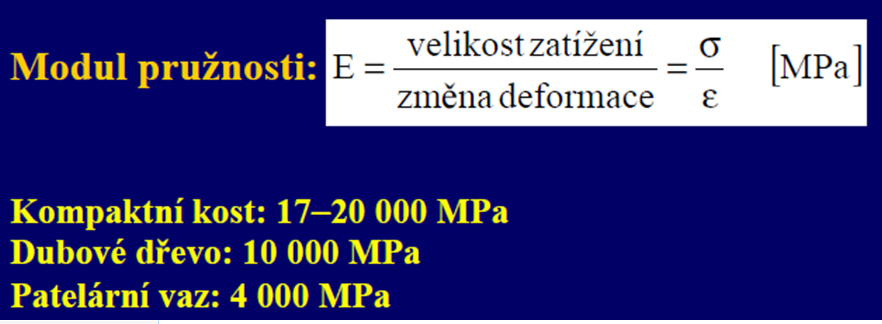 Modul pružnosti: E = velikost zatížení / změna deformace = σ / ε [MPa]
Kompaktní kost: 17–20 000 MPa
Dubové dřevo: 10 000 MPa
Patelární vaz: 4 000 MPa